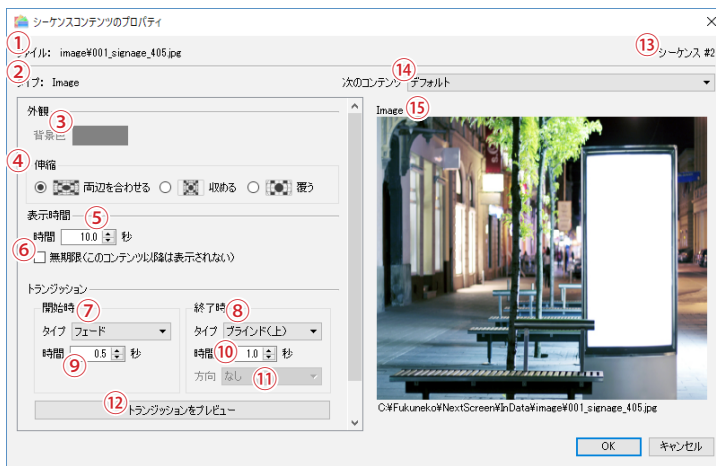 シーケンスコンテンツのプロパティ
① ファイル: image¥001_signage_405.jpg ⑬ シーケンス #2
② タイプ: Image ⑭ 次のコンテンツ デフォルト
外観
③ 背景色
④ 伸縮
両辺を合わせる 収める 覆う
表示時間 ⑤
時間 10.0 秒
⑥ 無期限(このコンテンツ以降は表示されない)
トランジッション
開始時 ⑦ 終了時 ⑧
タイプ フェード タイプ ブラインド(上)
時間 ⑨ 0.5 秒 時間 ⑩ 1.0 秒
方向 なし ⑪
⑫ トランジッションをプレビュー
Image ⑮
C:¥Fukuneko¥NextScreen¥InData¥image¥001_signage_405.jpg
OK キャンセル